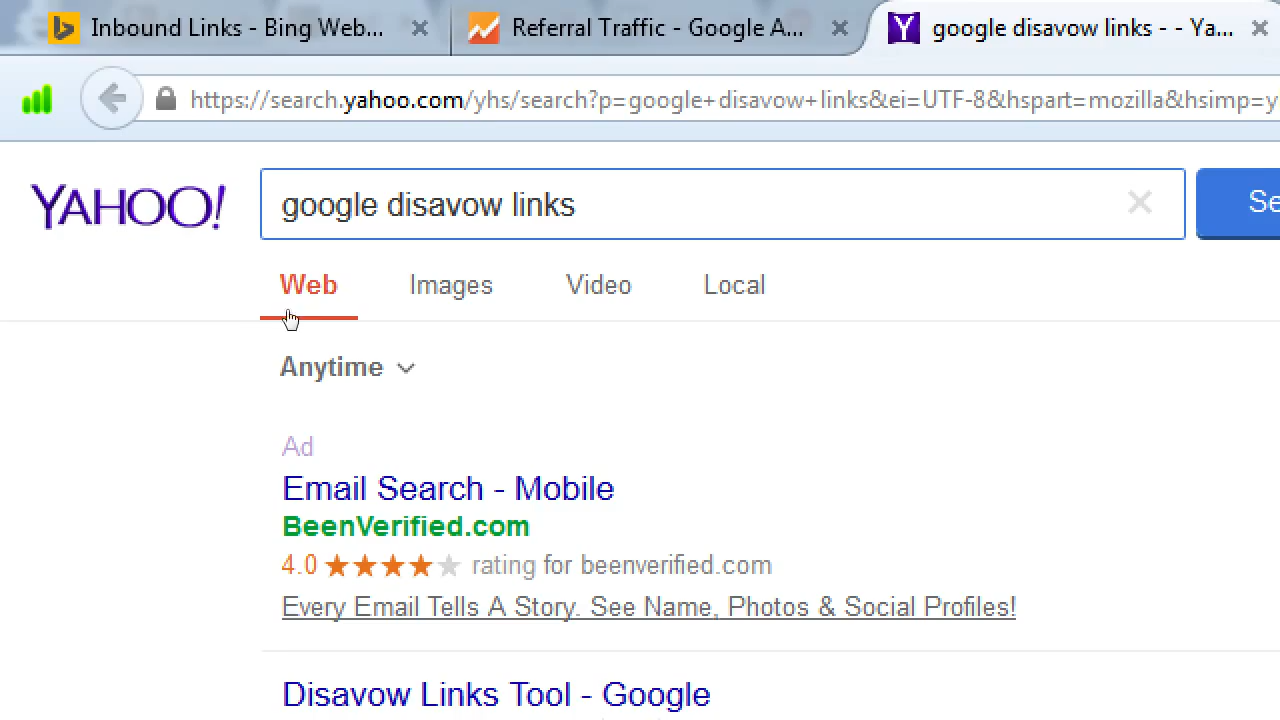 Inbound Links - Bing Web...
Referral Traffic - Google A...
google disavow links - - Ya...
https://search.yahoo.com/yhs/search?p=google+disavow+links&ei=UTF-8&hspart=mozilla&hsimp=y
YAHOO!
google disavow links
Se
Web
Images
Video
Local
Anytime
Ad
Email Search - Mobile
BeenVerified.com
4.0 rating for beenverified.com
Every Email Tells A Story. See Name, Photos & Social Profiles!
Disavow Links Tool - Google